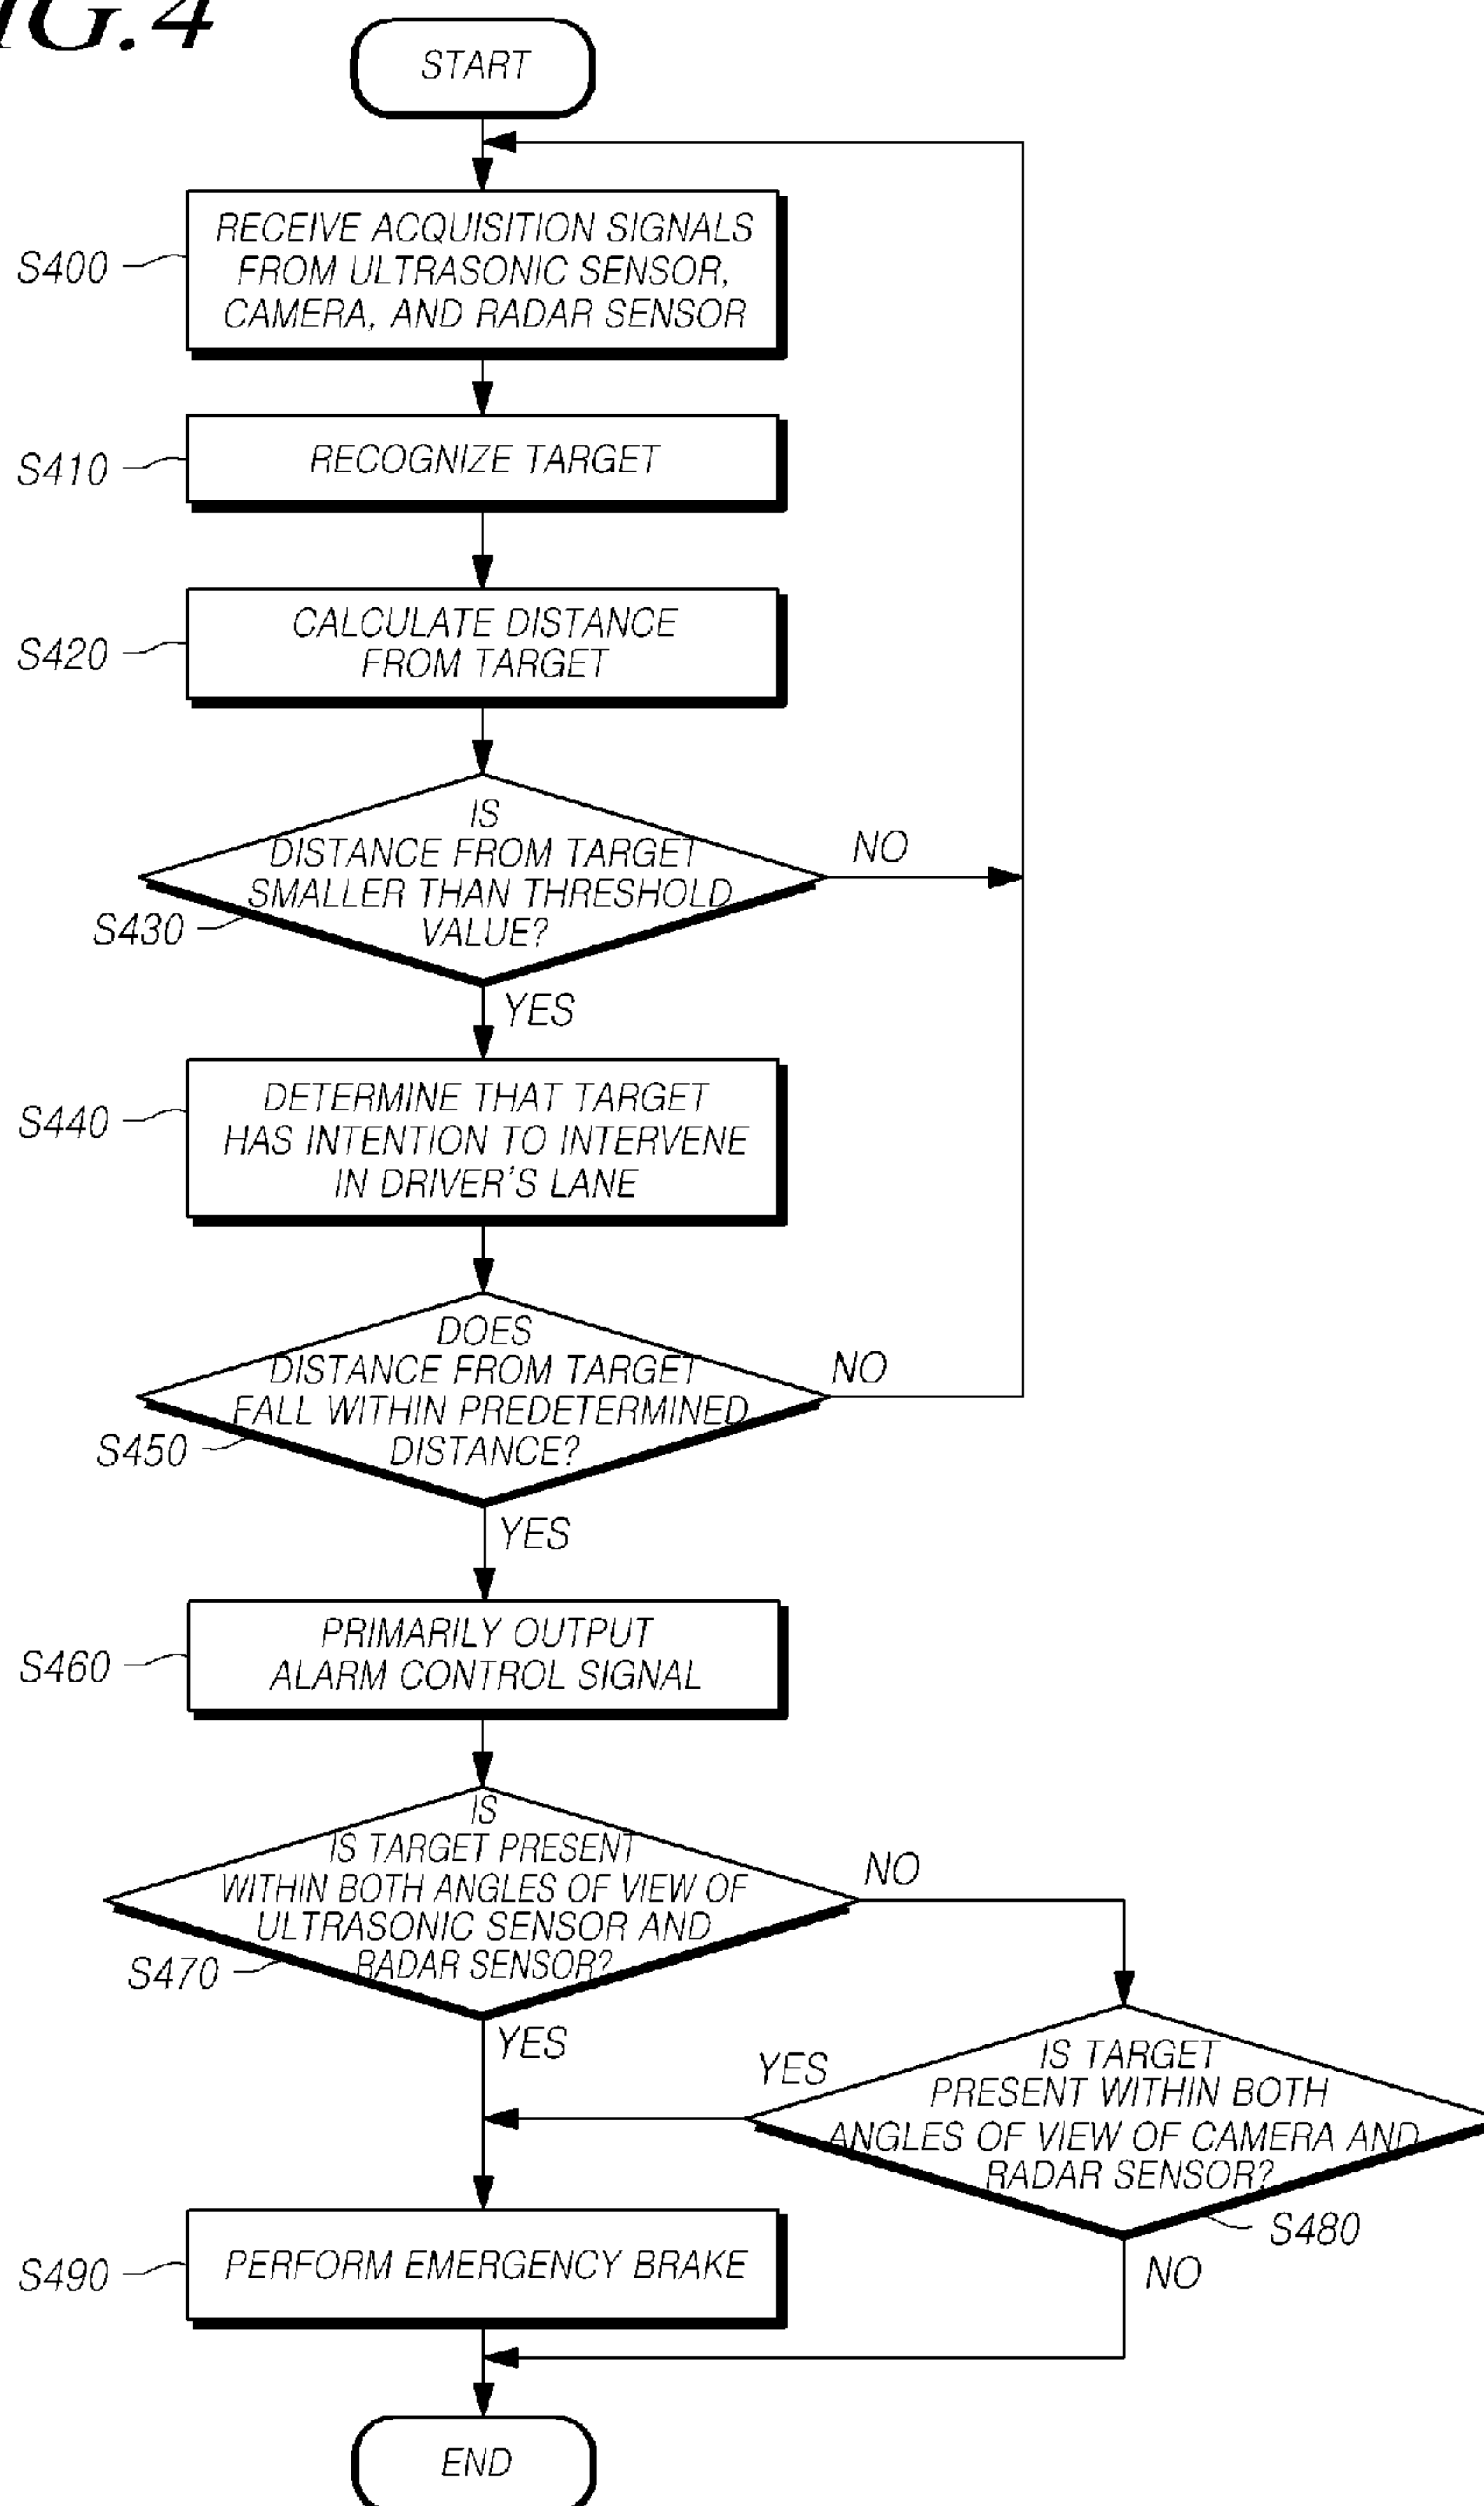 IG.4
START
RECEIVE ACQUISITION SIGNALS
FROM ULTRASONIC SENSOR,
CAMERA, AND RADAR SENSOR
S400
RECOGNIZE TARGET
S410
CALCULATE DISTANCE
FROM TARGET
S420
IS
DISTANCE FROM TARGET
SMALLER THAN THRESHOLD
VALUE?
NO
S430
YES
DETERMINE THAT TARGET
HAS INTENTION TO INTERVENE
IN DRIVER'S LANE
S440
DOES
DISTANCE FROM TARGET
FALL WITHIN PREDETERMINED
DISTANCE?
NO
S450
YES
PRIMARILY OUTPUT
ALARM CONTROL SIGNAL
S460
IS
IS TARGET PRESENT
WITHIN BOTH ANGLES OF VIEW OF
ULTRASONIC SENSOR AND
RADAR SENSOR?
NO
S470
YES
IS TARGET
PRESENT WITHIN BOTH
ANGLES OF VIEW OF CAMERA AND
RADAR SENSOR?
YES
S480
NO
PERFORM EMERGENCY BRAKE
S490
END